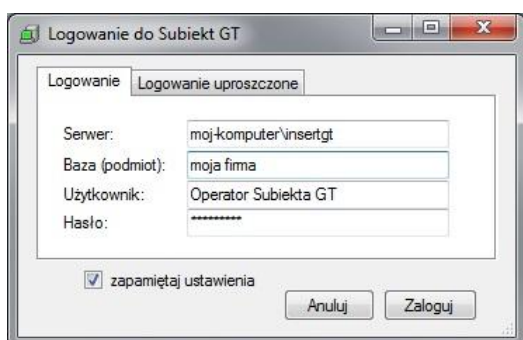 Logowanie do Subiekt GT
Logowanie Logowanie uproszczone
Serwer: moj-komputer\insertgt
Baza (podmiot): moja firma
Użytkownik: Operator Subiekta GT
Hasło: *********
zapamiętaj ustawienia
Anuluj Zaloguj